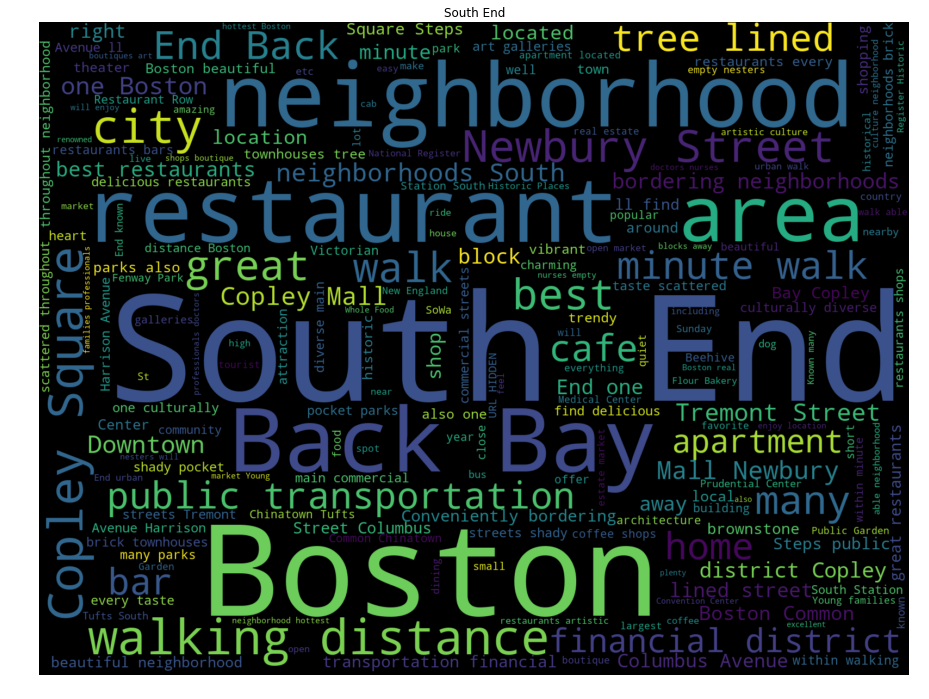 South End
hottest Boston
Square Steps
located
tree lined
right
End Back
minute
park
art galleries
Avenue ll
boutiques art
apartment located
restaurants every
theater
Boston beautiful
etc
easy
make
well
town
empty nesters
shopping
culture neighborhood
neighborhoods brick
Register Historic
one Boston
neighborhood
Restaurant Row
will enjoy
amazing
cab
lot
real estate
artistic culture
historical
city
location
Newbury Street
restaurants bars
live
shops boutique
townhouses tree
National Register
doctors nurses
urban walk
best restaurants
neighborhoods South
bordering neighborhoods
delicious restaurants
Station South
Historic Places
ll find
country
market
End known
restaurant
ride
house
popular
around
area
walk able
nearby
heart
distance Boston
Victorian
vibrant
open market
blocks away
beautiful
families professionals
parks also
Fenway Park
great
walk
block
charming
nurses empty
minute walk
taste scattered
scattered throughout
throughout neighborhood
Copley Square
Harrison Avenue
Copley Mall
New England
best
Bay Copley
culturally diverse
restaurants shops
galleries
professionals doctors
attraction
diverse main
Whole Food
SoWa
trendy
including
Sunday
high
historic
shop
commercial streets
will
cafe
quiet
Beehive
dog
Known many
St
tourist
South End
URL HIDDEN
feel
everything
Boston real
Flour Bakery
near
End one
Medical Center
one culturally
pocket parks
also one
find delicious
Tremont Street
favorite
enjoy location
Center
community
Back Bay
Downtown
food
spot
year
close
apartment
short
able neighborhood
nesters will
shady pocket
End urban
market Young
main commercial
bus
offer
estate market
Mall Newbury
Prudential Center
public transportation
away
local
also
building
many
within minute
great restaurants
streets Tremont
Chinatown Tufts
Conveniently bordering
architecture
Avenue Harrison
Street Columbus
streets shady
coffee shops
brownstone
Public Garden
brick townhouses
Common Chinatown
home
Steps public
many parks
Garden
Boston
small
district Copley
bar
dining
plenty
lined street
South Station
every taste
Convention Center
Young families
known
Tufts South
neighborhood hottest
restaurants artistic
largest
coffee
Boston Common
excellent
walking distance
open
financial district
beautiful neighborhood
transportation financial
boutique
Columbus Avenue
within walking
renowned